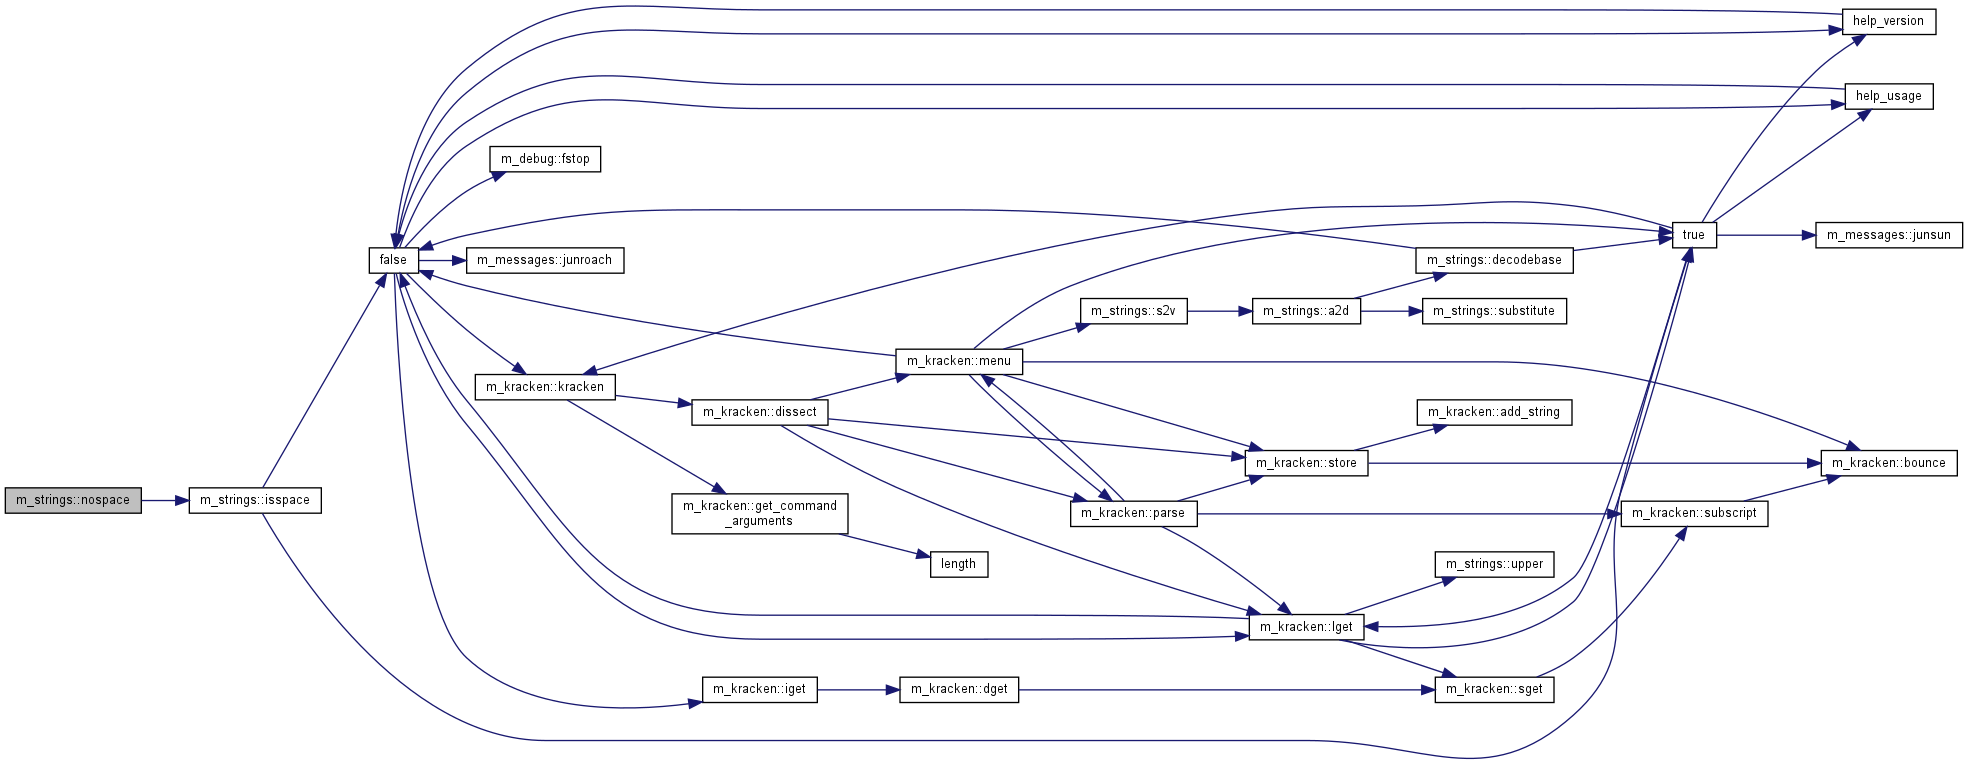 help_version
help_usage
m_debug::fstop
true
m_messages::junsun
false
m_messages::junroach
m_strings::decodebase
m_strings::s2v
m_strings::a2d
m_strings::substitute
m_kracken::menu
m_kracken::kracken
m_kracken::dissect
m_kracken::add_string
m_kracken::store
m_kracken::bounce
m_strings::nospace
m_strings::isspace
m_kracken::get_command
_arguments
m_kracken::parse
m_kracken::subscript
length
m_strings::upper
m_kracken::lget
m_kracken::iget
m_kracken::dget
m_kracken::sget